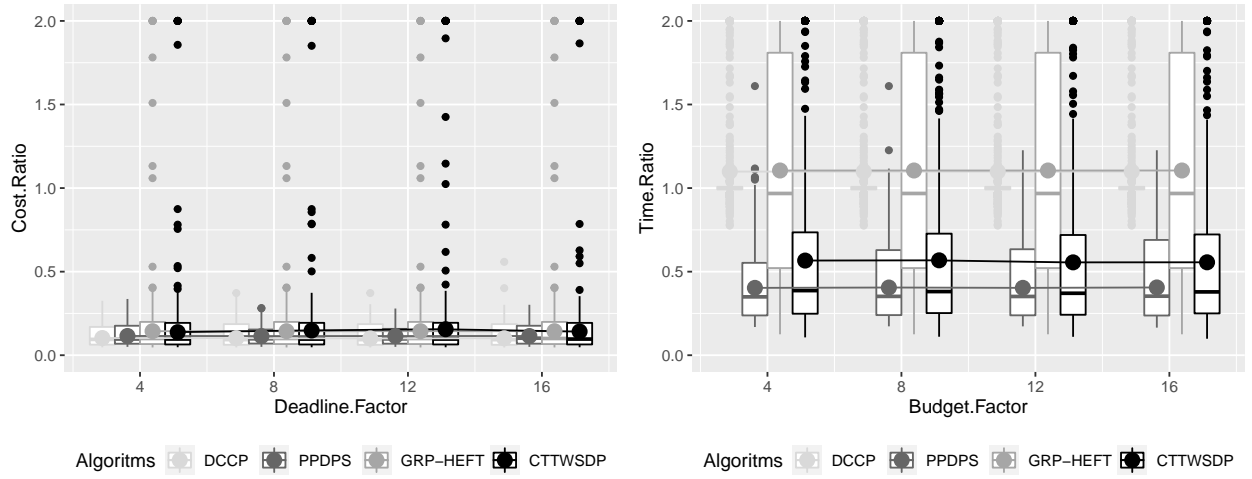 2.0
1.5
1.0
0.5
0.0
Cost.Ratio
4 8 12 16
Deadline.Factor
Algoritms DCCP PPDPS GRP−HEFT CTTWSDP
2.0
1.5
1.0
0.5
0.0
Time.Ratio
4 8 12 16
Budget.Factor
Algoritms DCCP PPDPS GRP−HEFT CTTWSDP